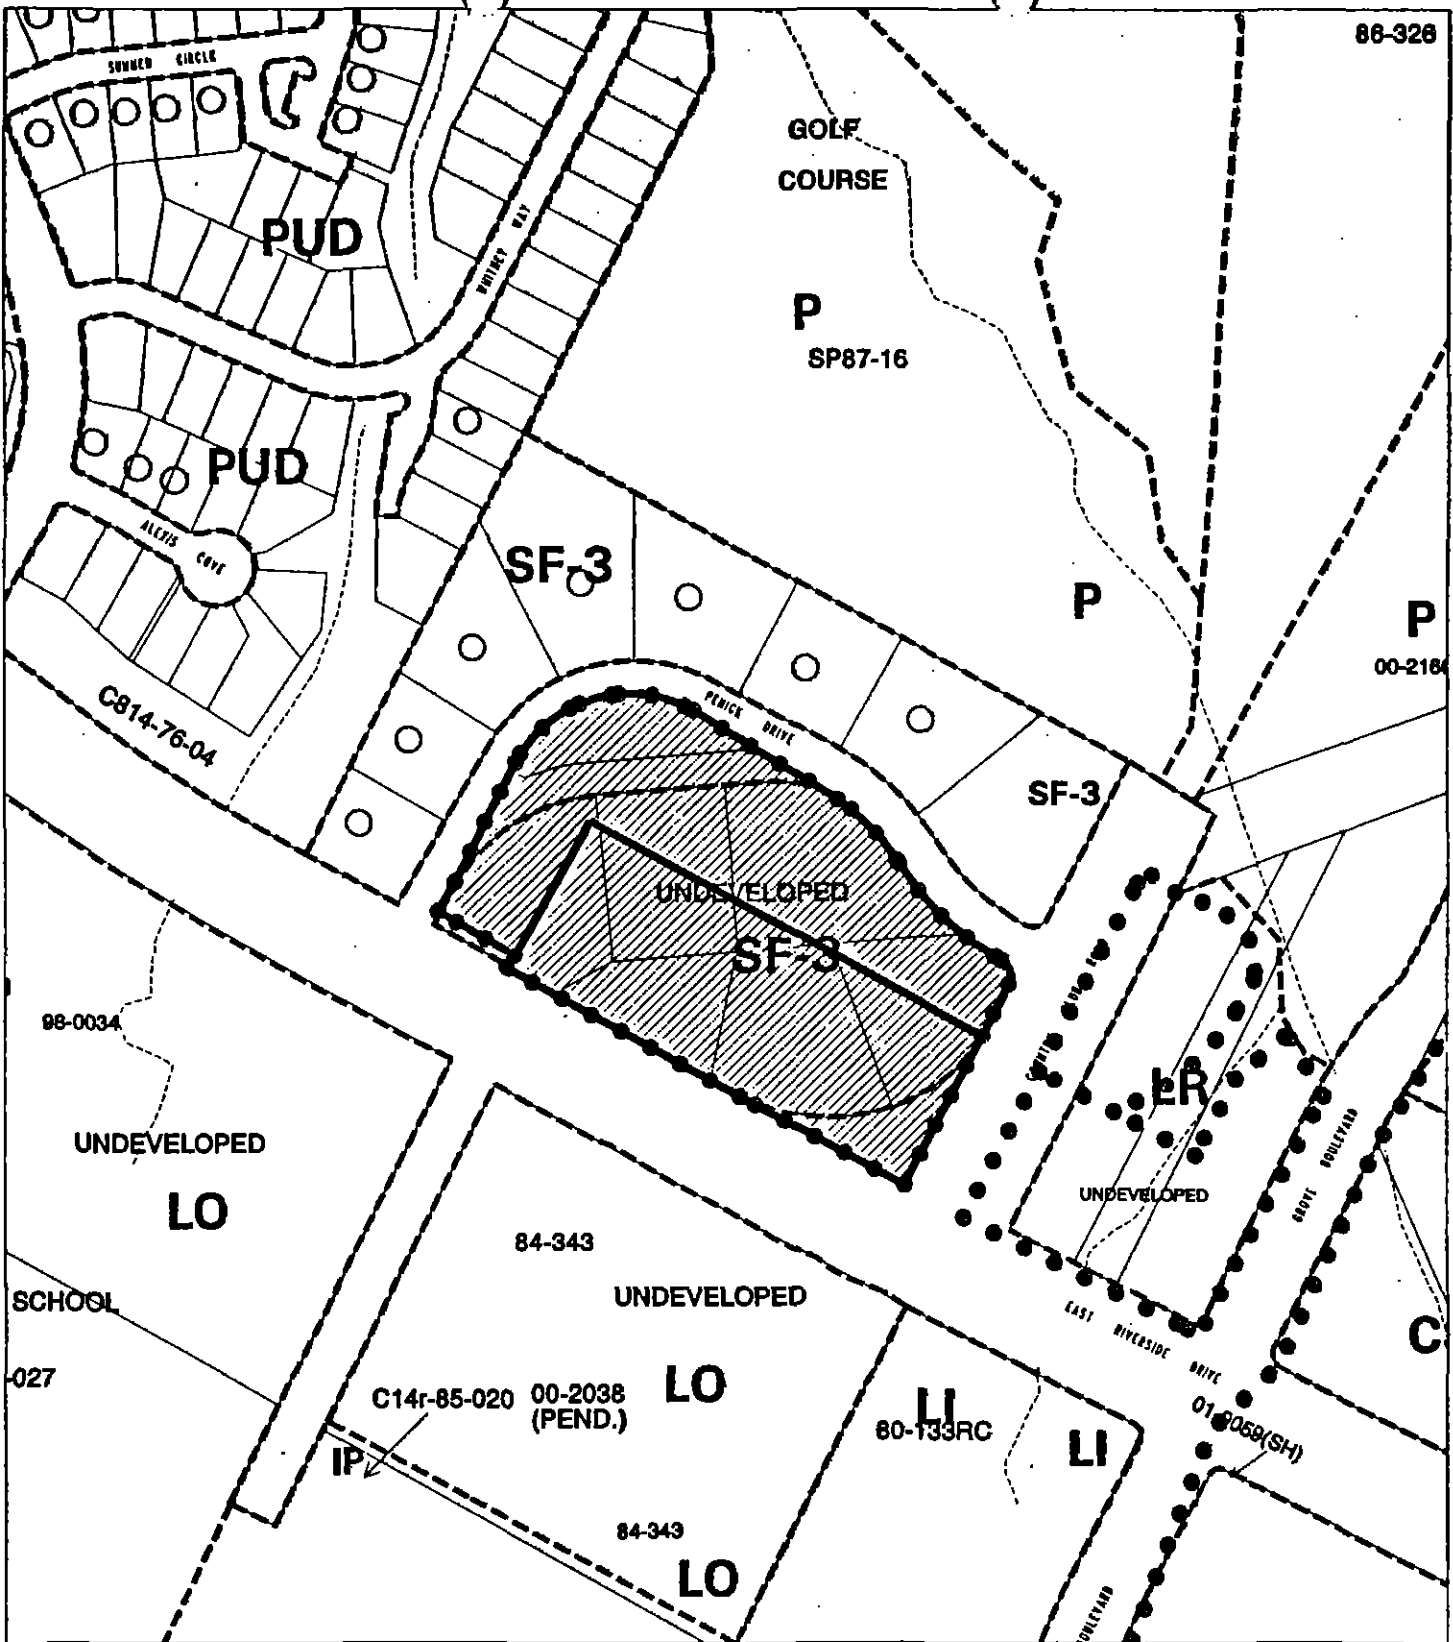 86-326
SUMMER CIRCLE
GOLF
COURSE
PUD
WHITNEY WAY
P
SP87-16
PUD
ALEXIS COVE
SF-3
P
P
00-216
C814-76-04
PENICK DRIVE
SF-3
UNDEVELOPED
SF-3
98-0034
LR
UNDEVELOPED
LO
UNDEVELOPED
GROVE BOULEVARD
84-343
UNDEVELOPED
SCHOOL
EAST RIVERSIDE DRIVE
C
-027
LO
C14r-85-020
00-2038
(PEND.)
LI
80-133RC
LI
IP
84-343
LO